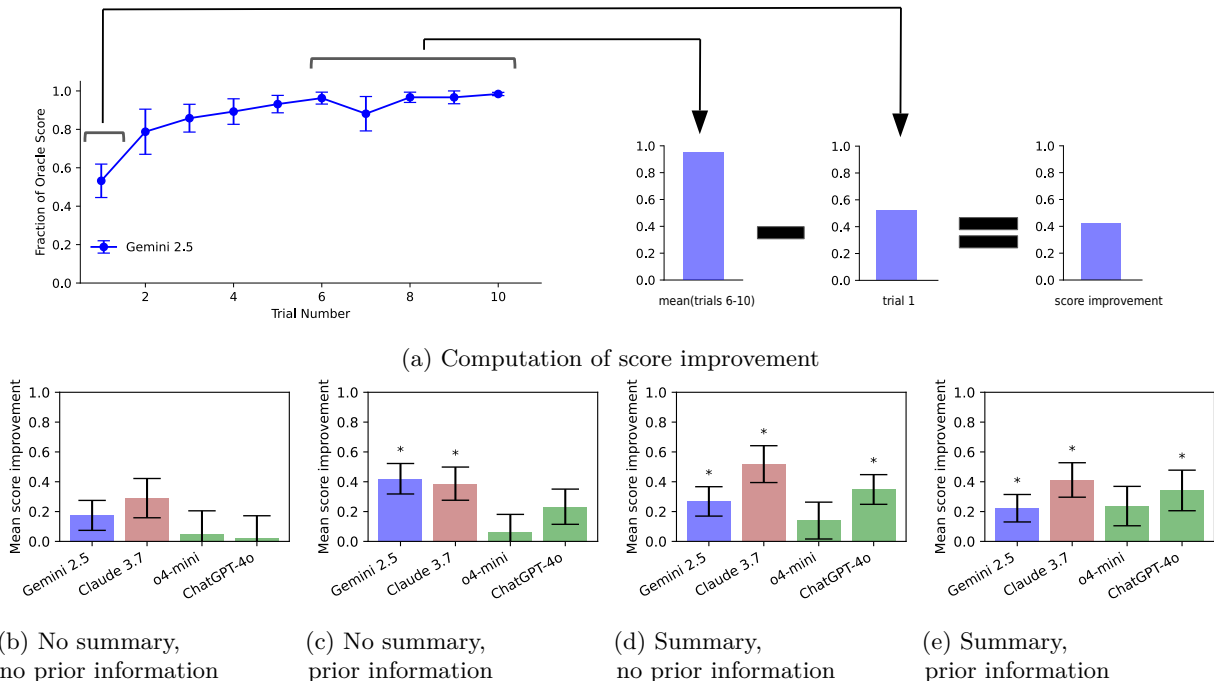 Fraction of Oracle Score
1.0
0.8
0.6
0.4
0.2
0.0
Gemini 2.5
2
4
6
8
10
Trial Number
1.0
0.8
0.6
0.4
0.2
0.0
mean(trials 6-10)
1.0
0.8
0.6
0.4
0.2
0.0
trial 1
1.0
0.8
0.6
0.4
0.2
0.0
score improvement
(a) Computation of score improvement
Mean score improvement
1.0
0.8
0.6
0.4
0.2
0.0
Gemini 2.5
Claude 3.7
o4-mini
ChatGPT-4o
Mean score improvement
1.0
0.8
0.6
0.4
0.2
0.0
*
*
Gemini 2.5
Claude 3.7
o4-mini
ChatGPT-4o
Mean score improvement
1.0
0.8
0.6
0.4
0.2
0.0
*
*
*
Gemini 2.5
Claude 3.7
o4-mini
ChatGPT-4o
Mean score improvement
1.0
0.8
0.6
0.4
0.2
0.0
*
*
*
Gemini 2.5
Claude 3.7
o4-mini
ChatGPT-4o
(b) No summary,
no prior information
(c) No summary,
prior information
(d) Summary,
no prior information
(e) Summary,
prior information